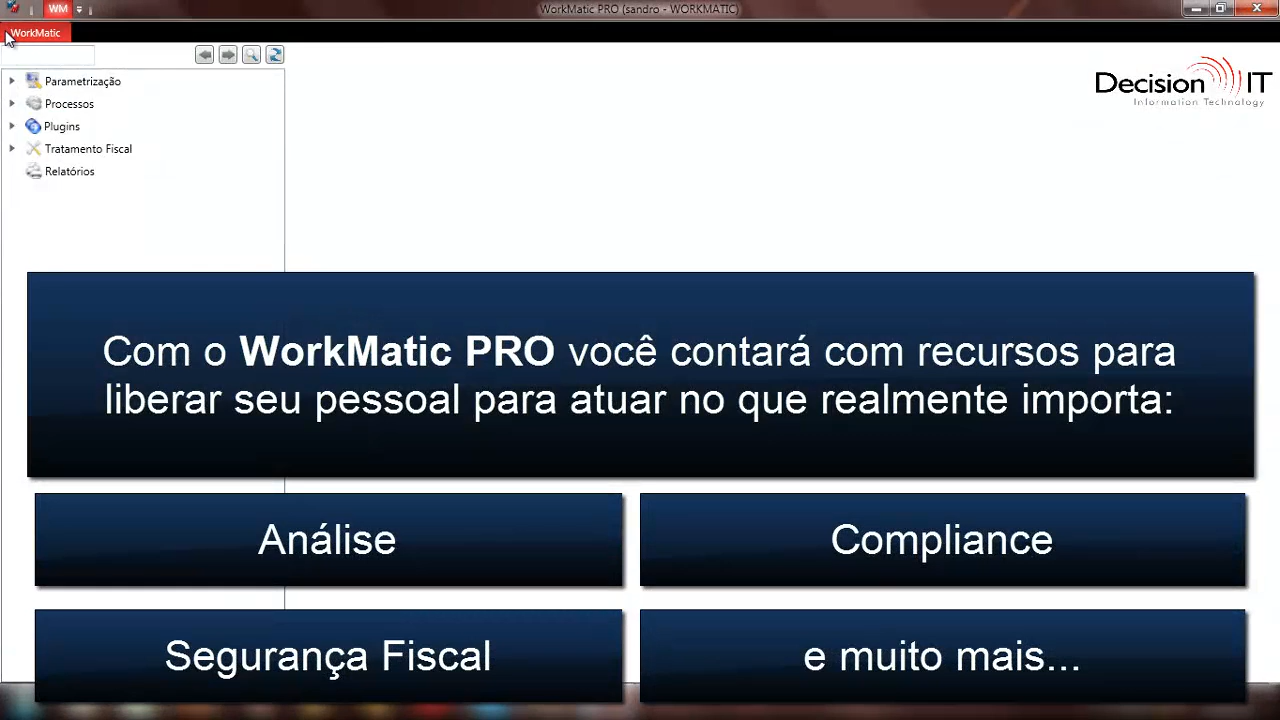 WM
WorkMatic PRO (sandro - WORKMATIC)
WorkMatic
Parametrização
Processos
Plugins
Tratamento Fiscal
Relatórios
Decision IT
Information Technology
Com o WorkMatic PRO você contará com recursos para
liberar seu pessoal para atuar no que realmente importa:
Análise
Compliance
Segurança Fiscal
e muito mais...